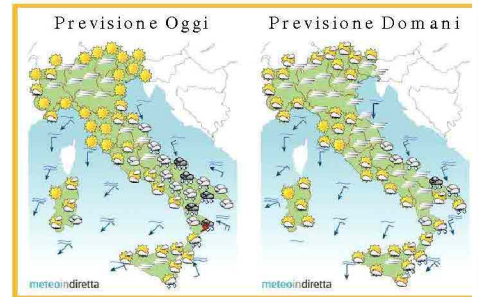 Previsione Oggi
Previsione Domani
meteoindiretta
meteoindiretta